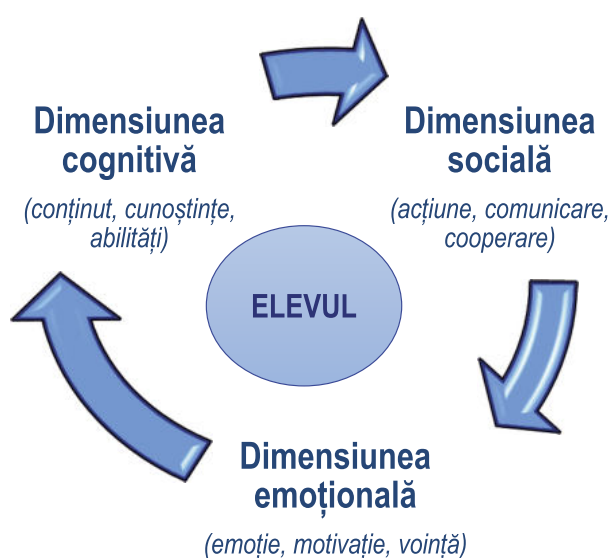 Dimensiunea
cognitivă
(conținut, cunoștințe,
abilități)
Dimensiunea
socială
(acțiune, comunicare,
cooperare)
ELEVUL
Dimensiunea
emoțională
(emoție, motivație, voință)